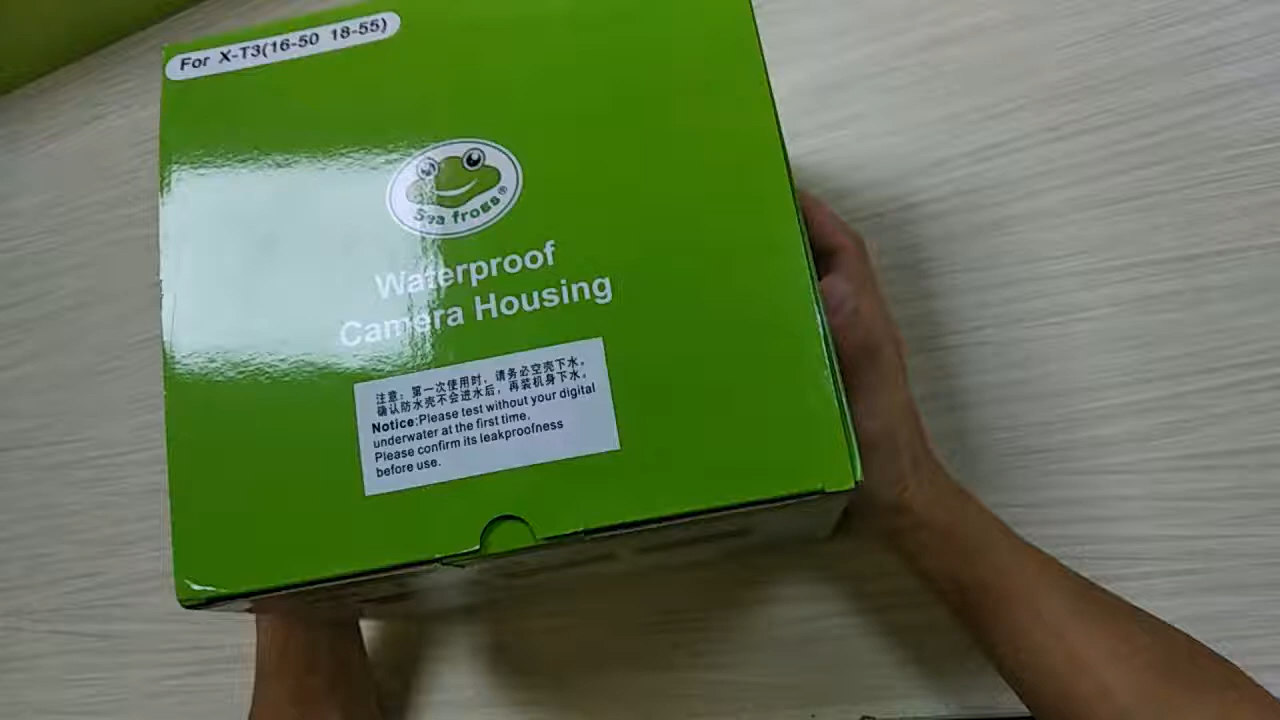 For X-T3(16-50 18-55)
Sea frogs®
Waterproof
Camera Housing
注意：第一次使用时，请务必空壳下水。
确认防水壳不会进水后，再装机身下水。
Notice:Please test without your digital
underwater at the first time.
Please confirm its leakproofness
before use.